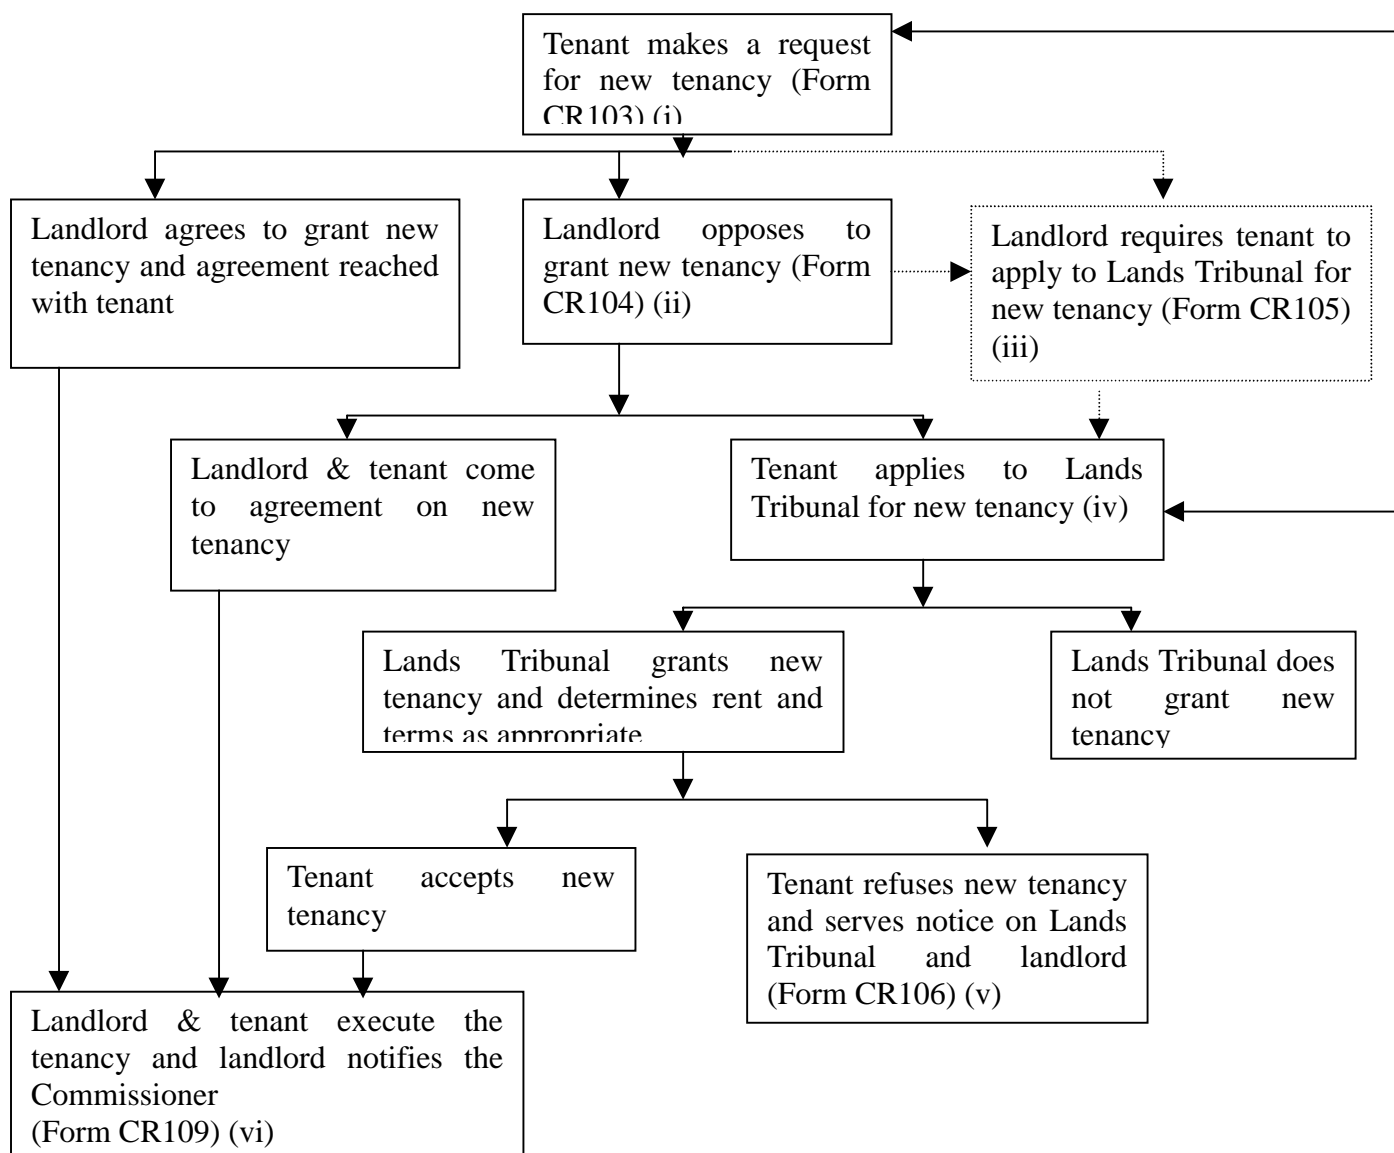 Tenant makes a request
for new tenancy (Form
CR103) (i)
Landlord agrees to grant new
tenancy and agreement reached
with tenant
Landlord opposes to
grant new tenancy (Form
CR104) (ii)
Landlord requires tenant to
apply to Lands Tribunal for
new tenancy (Form CR105)
(iii)
Landlord & tenant come
to agreement on new
tenancy
Tenant applies to Lands
Tribunal for new tenancy (iv)
Lands Tribunal grants new
tenancy and determines rent and
terms as appropriate
Lands Tribunal does
not grant new
tenancy
Tenant accepts new
tenancy
Tenant refuses new tenancy
and serves notice on Lands
Tribunal and landlord
(Form CR106) (v)
Landlord & tenant execute the
tenancy and landlord notifies the
Commissioner
(Form CR109) (vi)